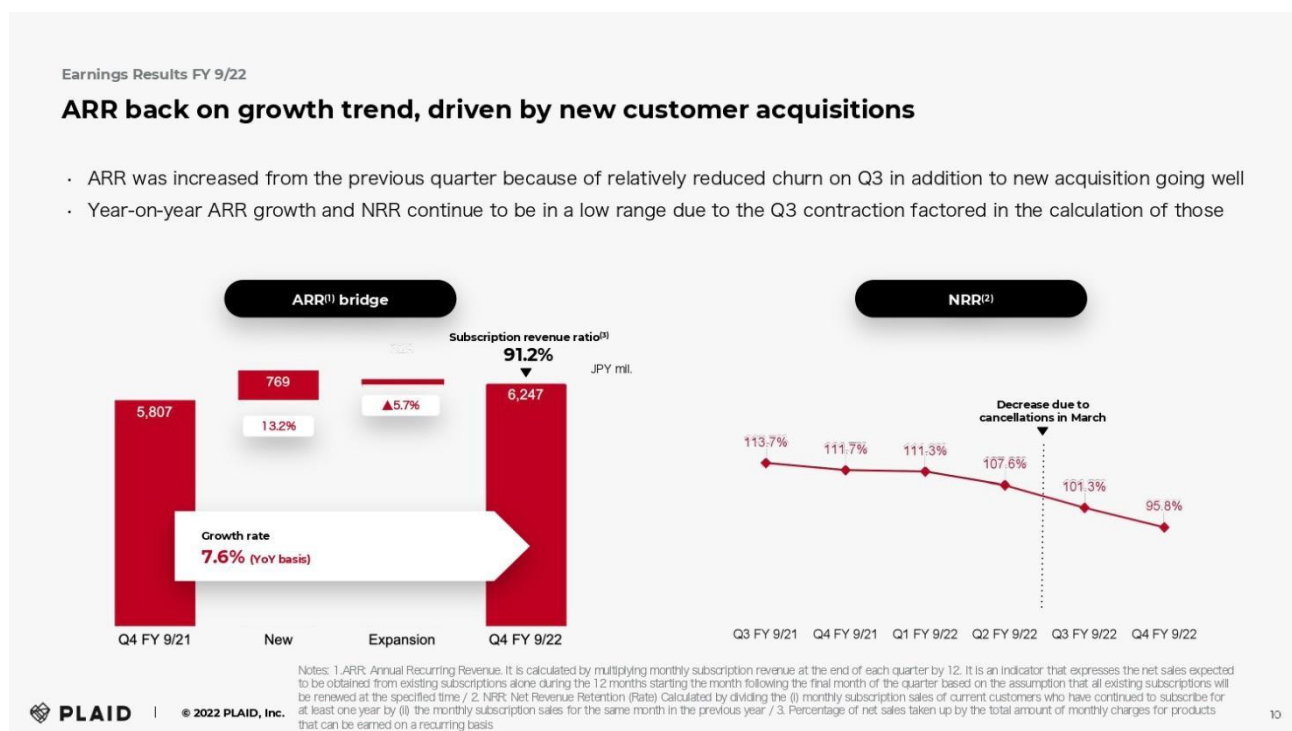 Earnings Results FY 9/22
ARR back on growth trend, driven by new customer acquisitions
· ARR was increased from the previous quarter because of relatively reduced churn on Q3 in addition to new acquisition going well
· Year-on-year ARR growth and NRR continue to be in a low range due to the Q3 contraction factored in the calculation of those
ARR(1) bridge
Subscription revenue ratio(3)
91.2%
▼
JPY mil.
5,807
769
13.2%
▲5.7%
6,247
Growth rate
7.6% (YoY basis)
Q4 FY 9/21
New
Expansion
Q4 FY 9/22
NRR(2)
Decrease due to
cancellations in March
▼
113.7%
111.7%
111.3%
107.6%
101.3%
95.8%
Q3 FY 9/21
Q4 FY 9/21
Q1 FY 9/22
Q2 FY 9/22
Q3 FY 9/22
Q4 FY 9/22
Notes: 1.ARR: Annual Recurring Revenue. It is calculated by multiplying monthly subscription revenue at the end of each quarter by 12. It is an indicator that expresses the net sales expected
to be obtained from existing subscriptions alone during the 12 months starting the month following the final month of the quarter based on the assumption that all existing subscriptions will
be renewed at the specified time / 2. NRR: Net Revenue Retention (Rate) Calculated by dividing the (i) monthly subscription sales of current customers who have continued to subscribe for
at least one year by (ii) the monthly subscription sales for the same month in the previous year / 3. Percentage of net sales taken up by the total amount of monthly charges for products
that can be earned on a recurring basis
PLAID
© 2022 PLAID, Inc.
10